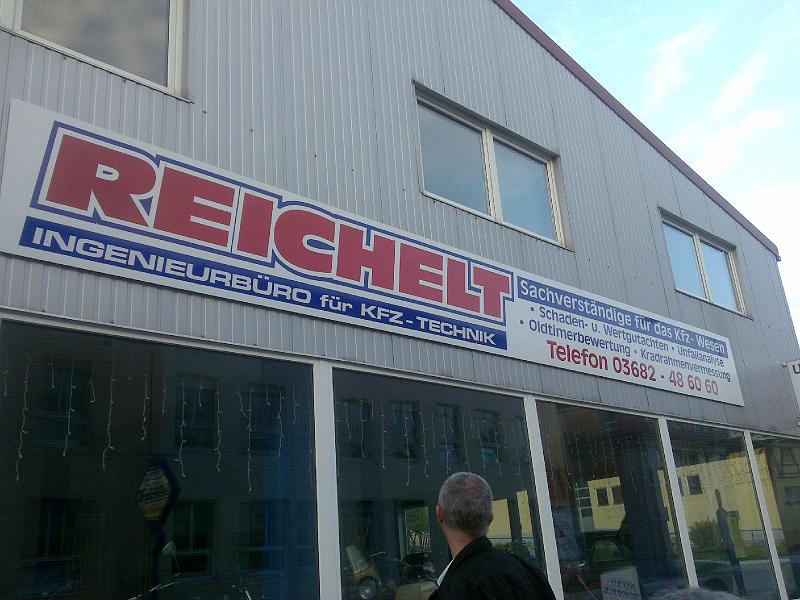 REICHELT
INGENIEURBÜRO für KFZ-TECHNIK
Sachverständige für das Kfz-Wesen
• Schaden- u. Wertgutachten • Unfallanalyse
• Oldtimerbewertung • Kradrahmenvermessung
Telefon 03682 - 48 60 60